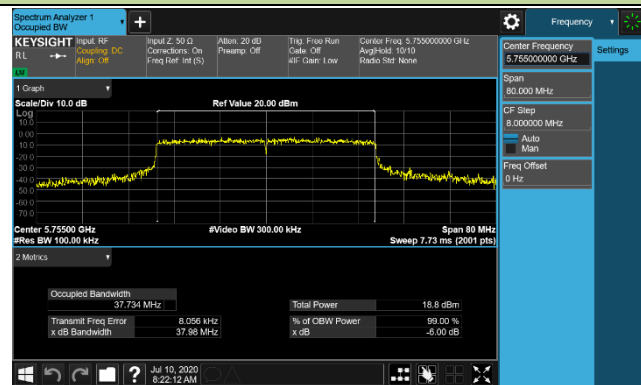 Spectrum Analyzer 1
Occupied BW
Frequency
KEYSIGHT
RL
Input: RF
Coupling: DC
Align: Off
Input Z: 50 Ω
Corrections: On
Freq Ref: Int (S)
Atten: 20 dB
Preamp: Off
Trig: Free Run
Gate: Off
#IF Gain: Low
Center Freq: 5.755000000 GHz
Avg|Hold: 10/10
Radio Std: None
Center Frequency
5.755000000 GHz
Settings
Span
80.000 MHz
CF Step
8.000000 MHz
Auto
Man
Freq Offset
0 Hz
1 Graph
Scale/Div 10.0 dB
Ref Value 20.00 dBm
Log
10.0
0.00
-10.0
-20.0
-30.0
-40.0
-50.0
-60.0
-70.0
Center 5.75500 GHz
#Video BW 300.00 kHz
Span 80 MHz
#Res BW 100.00 kHz
Sweep 7.73 ms (2001 pts)
2 Metrics
Occupied Bandwidth
37.734 MHz
Total Power 18.8 dBm
Transmit Freq Error 8.056 kHz
% of OBW Power 99.00 %
x dB Bandwidth 37.98 MHz
x dB -6.00 dB
Jul 10, 2020
8:22:12 AM